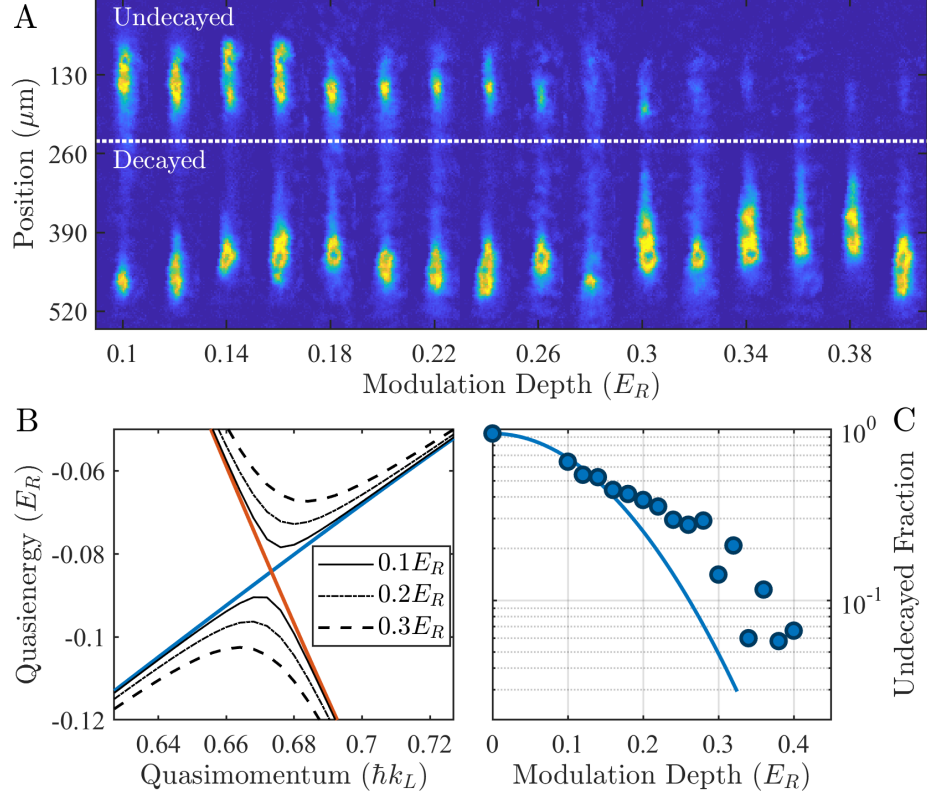 A
Undecayed
Decayed
130
260
390
520
Position (μm)
0.1 0.14 0.18 0.22 0.26 0.3 0.34 0.38
Modulation Depth (E_R)
B
-0.06
-0.08
-0.1
-0.12
Quasienergy (E_R)
0.1E_R
0.2E_R
0.3E_R
0.64 0.66 0.68 0.7 0.72
Quasimomentum (ħk_L)
C
10^0
10^-1
Undecayed Fraction
0 0.1 0.2 0.3 0.4
Modulation Depth (E_R)